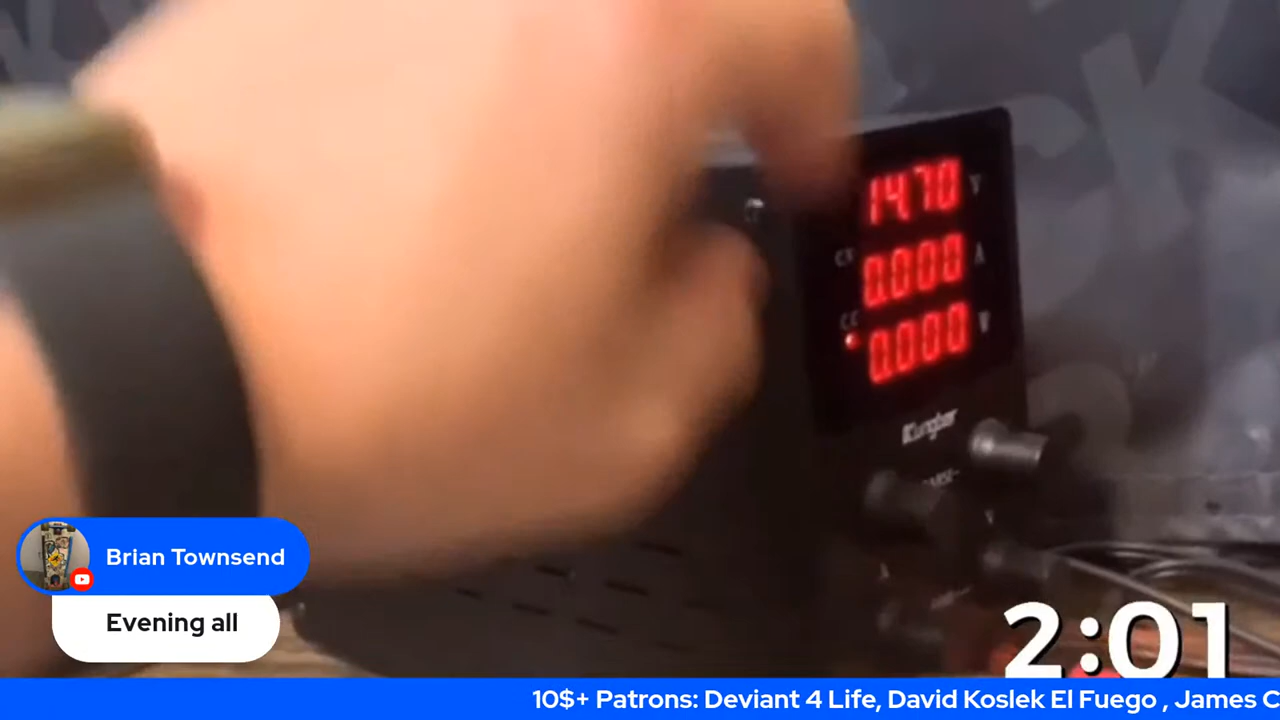 14.70 V
CV 0.000 A
CC 0.000 W
Kungber
Brian Townsend
Evening all
2:01
10$+ Patrons: Deviant 4 Life, David Koslek El Fuego , James C